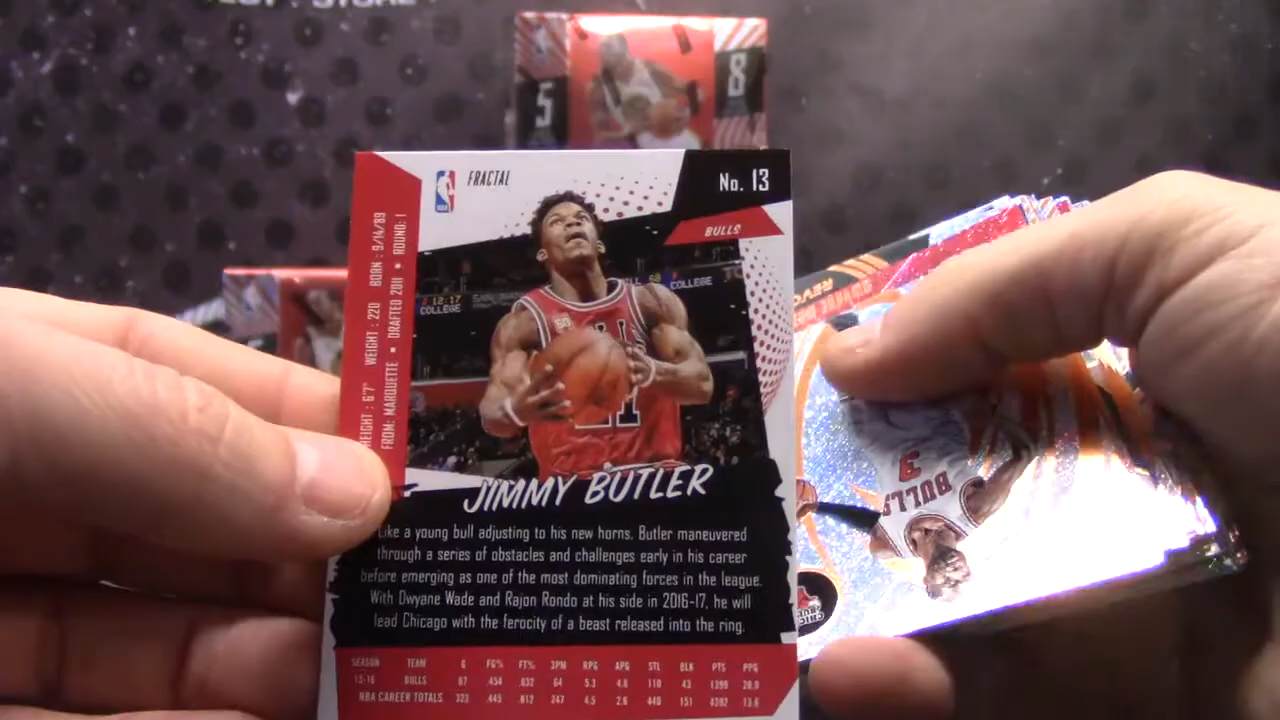 STORE
5
8
FRACTAL
No. 13
BULLS
HEIGHT : 6'7" WEIGHT : 220 BORN : 9/14/89
FROM: MARQUETTE • DRAFTED 2011 • ROUND: 1
12:17
COLLEGE
COLLEGE
JIMMY BUTLER
Like a young bull adjusting to his new horns, Butler maneuvered
through a series of obstacles and challenges early in his career
before emerging as one of the most dominating forces in the league.
With Dwyane Wade and Rajon Rondo at his side in 2016-17, he will
lead Chicago with the ferocity of a beast released into the ring.
SEASON TEAM G FG% FT% 3PM RPG APG STL BLK PTS PPG
15-16 BULLS 67 .454 .832 64 5.3 4.8 110 43 1399 20.9
NBA CAREER TOTALS 323 .445 .812 247 4.5 2.6 440 151 4392 13.6
BULLS
3